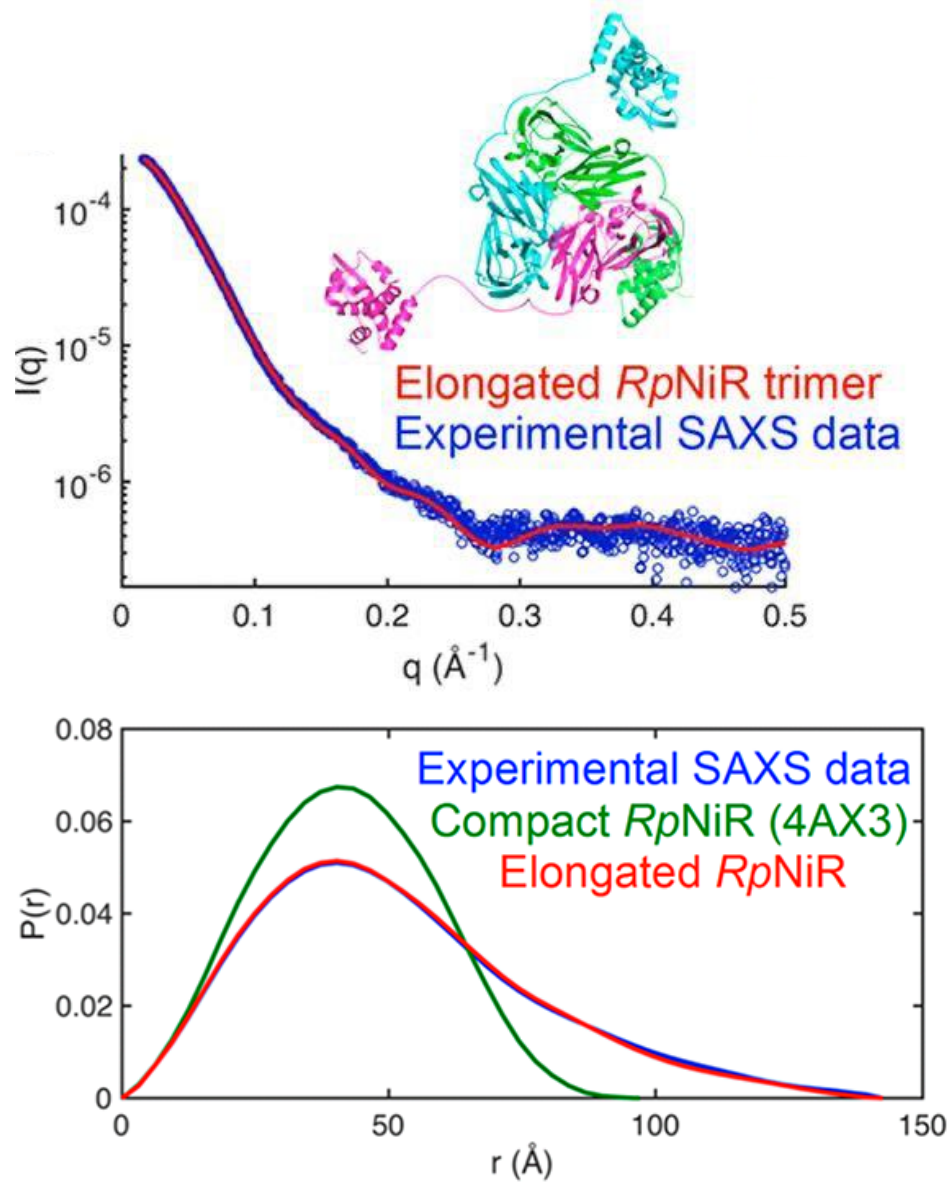 10⁻⁴
10⁻⁵
10⁻⁶
I(q)
Elongated RpNiR trimer
Experimental SAXS data
0 0.1 0.2 0.3 0.4 0.5
q (Å⁻¹)
0.08
0.06
0.04
0.02
0
P(r)
Experimental SAXS data
Compact RpNiR (4AX3)
Elongated RpNiR
0 50 100 150
r (Å)